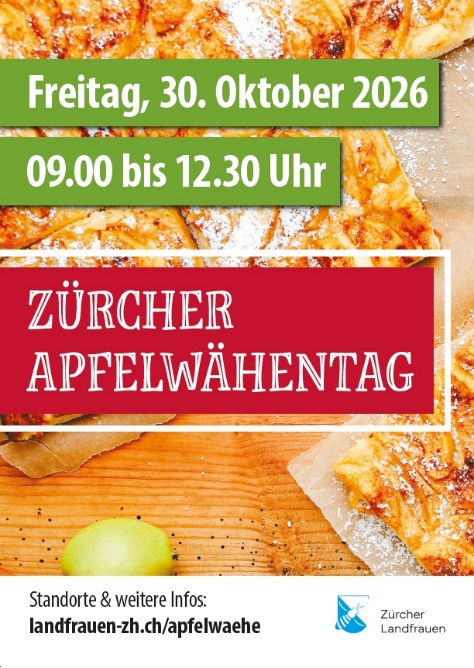 Freitag, 30. Oktober 2026
09.00 bis 12.30 Uhr
ZÜRCHER
APFELWÄHENTAG
Standorte & weitere Infos:
landfrauen-zh.ch/apfelwaehe
Zürcher
Landfrauen